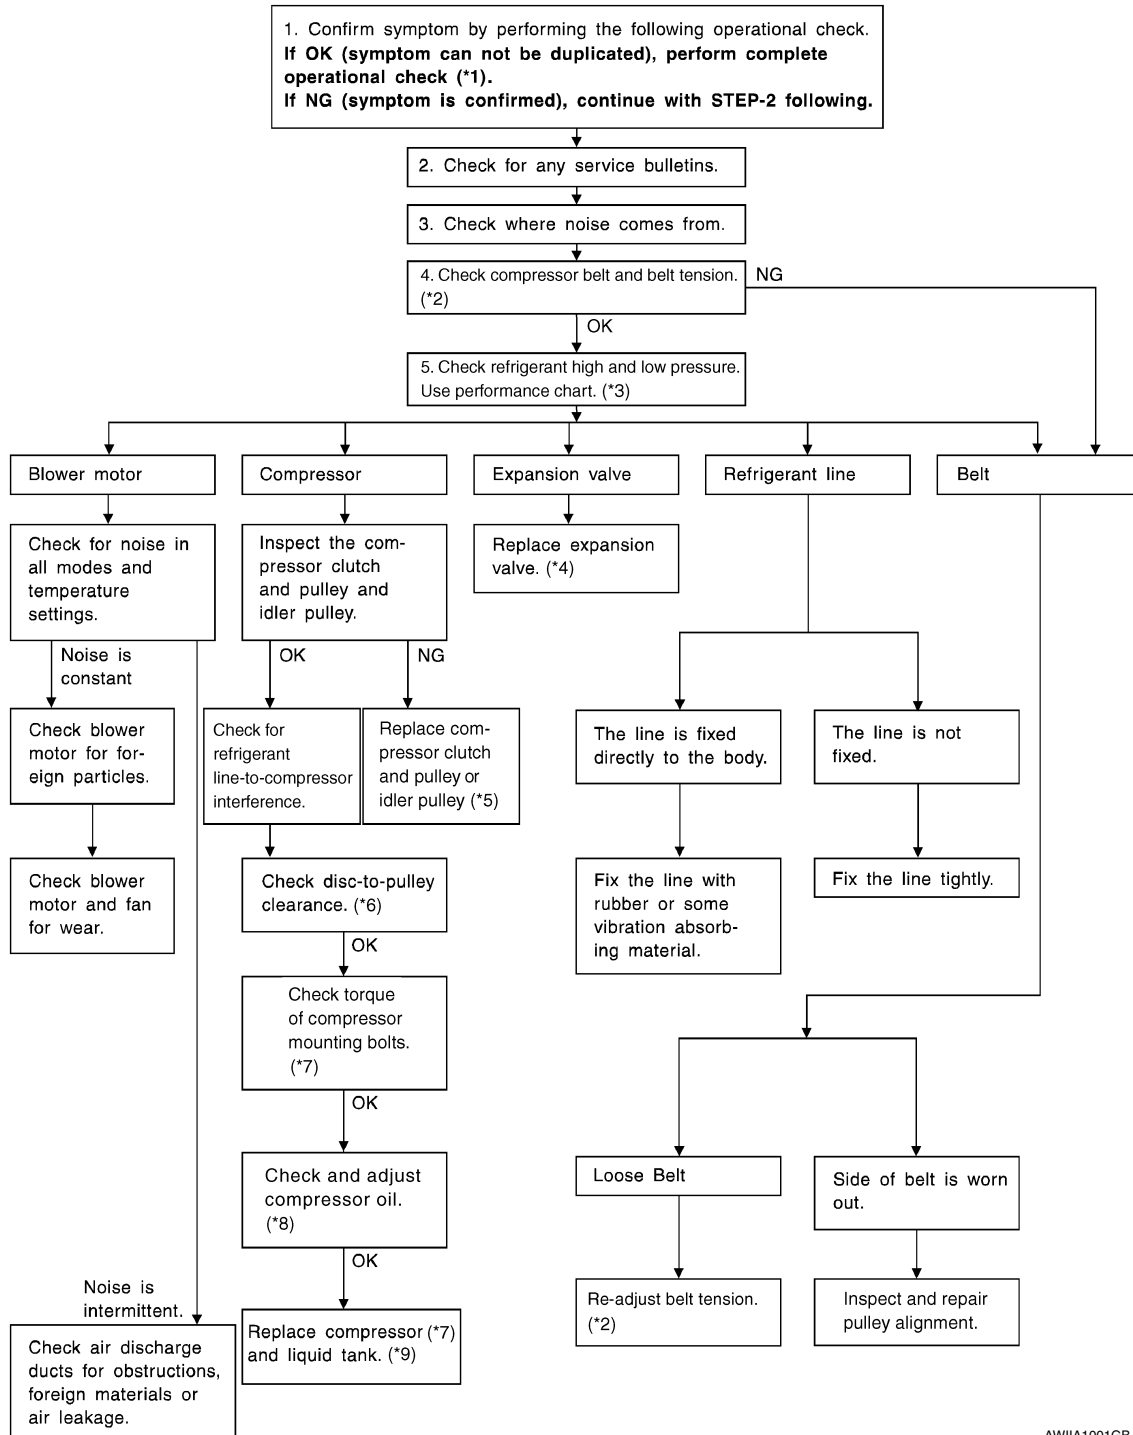 1. Confirm symptom by performing the following operational check.
If OK (symptom can not be duplicated), perform complete
operational check (*1).
If NG (symptom is confirmed), continue with STEP-2 following.
2. Check for any service bulletins.
3. Check where noise comes from.
4. Check compressor belt and belt tension.
(*2)
NG
OK
5. Check refrigerant high and low pressure.
Use performance chart. (*3)
Blower motor
Compressor
Expansion valve
Refrigerant line
Belt
Check for noise in
all modes and
temperature
settings.
Inspect the com-
pressor clutch
and pulley and
idler pulley.
Replace expansion
valve. (*4)
Noise is
constant
OK
NG
Check blower
motor for for-
eign particles.
Check for
refrigerant
line-to-compressor
interference.
Replace com-
pressor clutch
and pulley or
idler pulley (*5)
The line is fixed
directly to the body.
The line is not
fixed.
Check blower
motor and fan
for wear.
Check disc-to-pulley
clearance. (*6)
Fix the line with
rubber or some
vibration absorb-
ing material.
Fix the line tightly.
OK
Check torque
of compressor
mounting bolts.
(*7)
OK
Check and adjust
compressor oil.
(*8)
Loose Belt
Side of belt is worn
out.
OK
Noise is
intermittent.
Re-adjust belt tension.
(*2)
Inspect and repair
pulley alignment.
Replace compressor (*7)
and liquid tank. (*9)
Check air discharge
ducts for obstructions,
foreign materials or
air leakage.